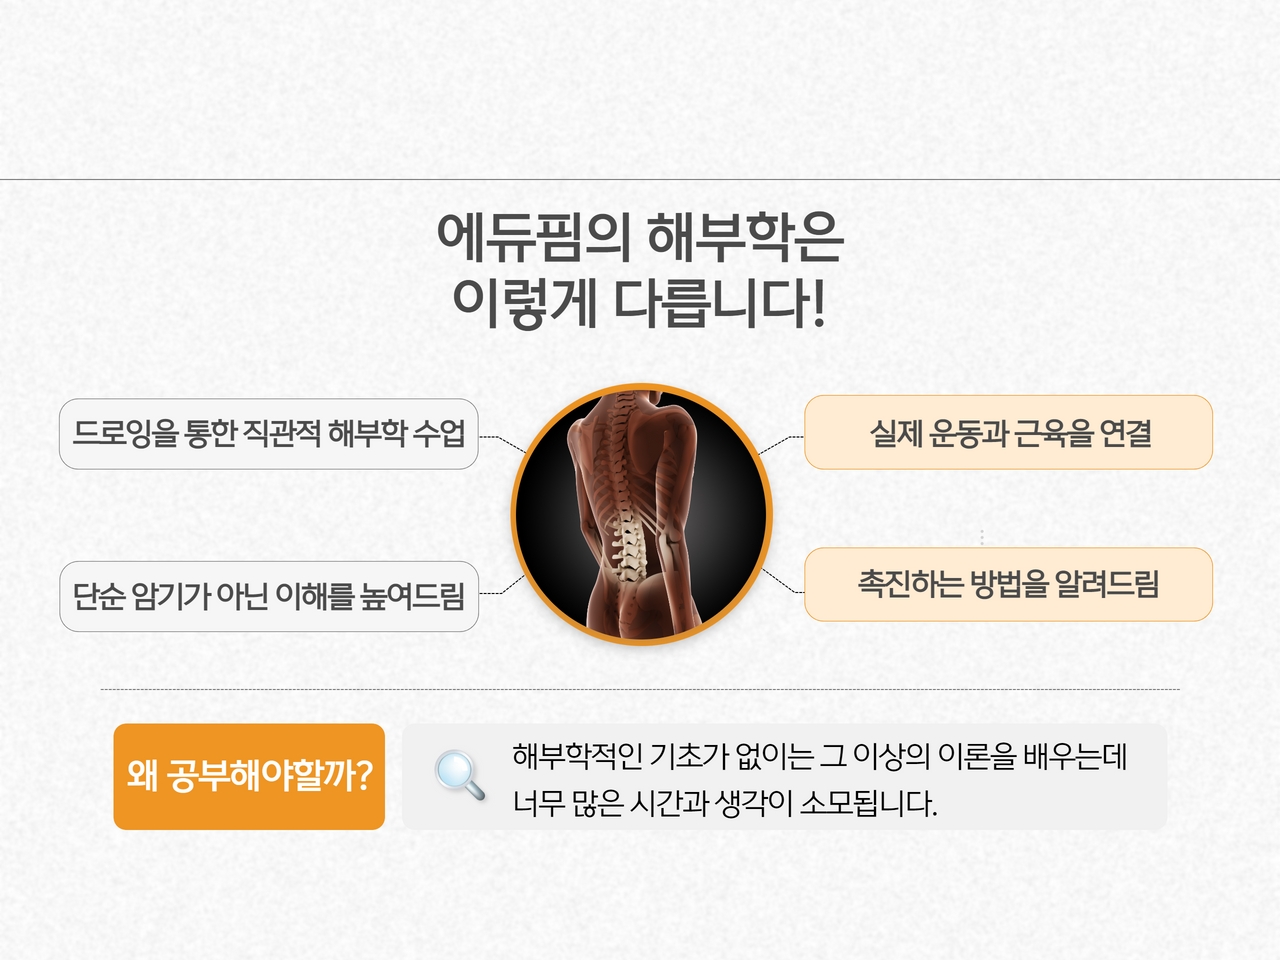 에듀핌의 해부학은
이렇게 다릅니다!
드로잉을 통한 직관적 해부학 수업
실제 운동과 근육을 연결
단순 암기가 아닌 이해를 높여드림
촉진하는 방법을 알려드림
왜 공부해야할까?
해부학적인 기초가 없이는 그 이상의 이론을 배우는데
너무 많은 시간과 생각이 소모됩니다.